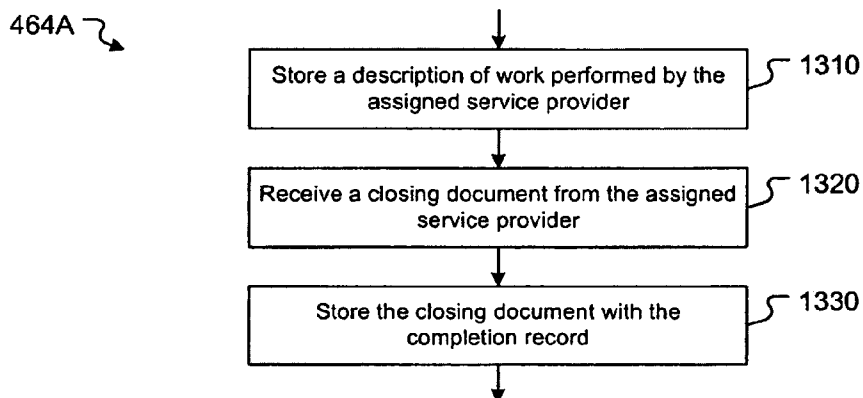 464A
Store a description of work performed by the
assigned service provider
1310
Receive a closing document from the assigned
service provider
1320
Store the closing document with the
completion record
1330